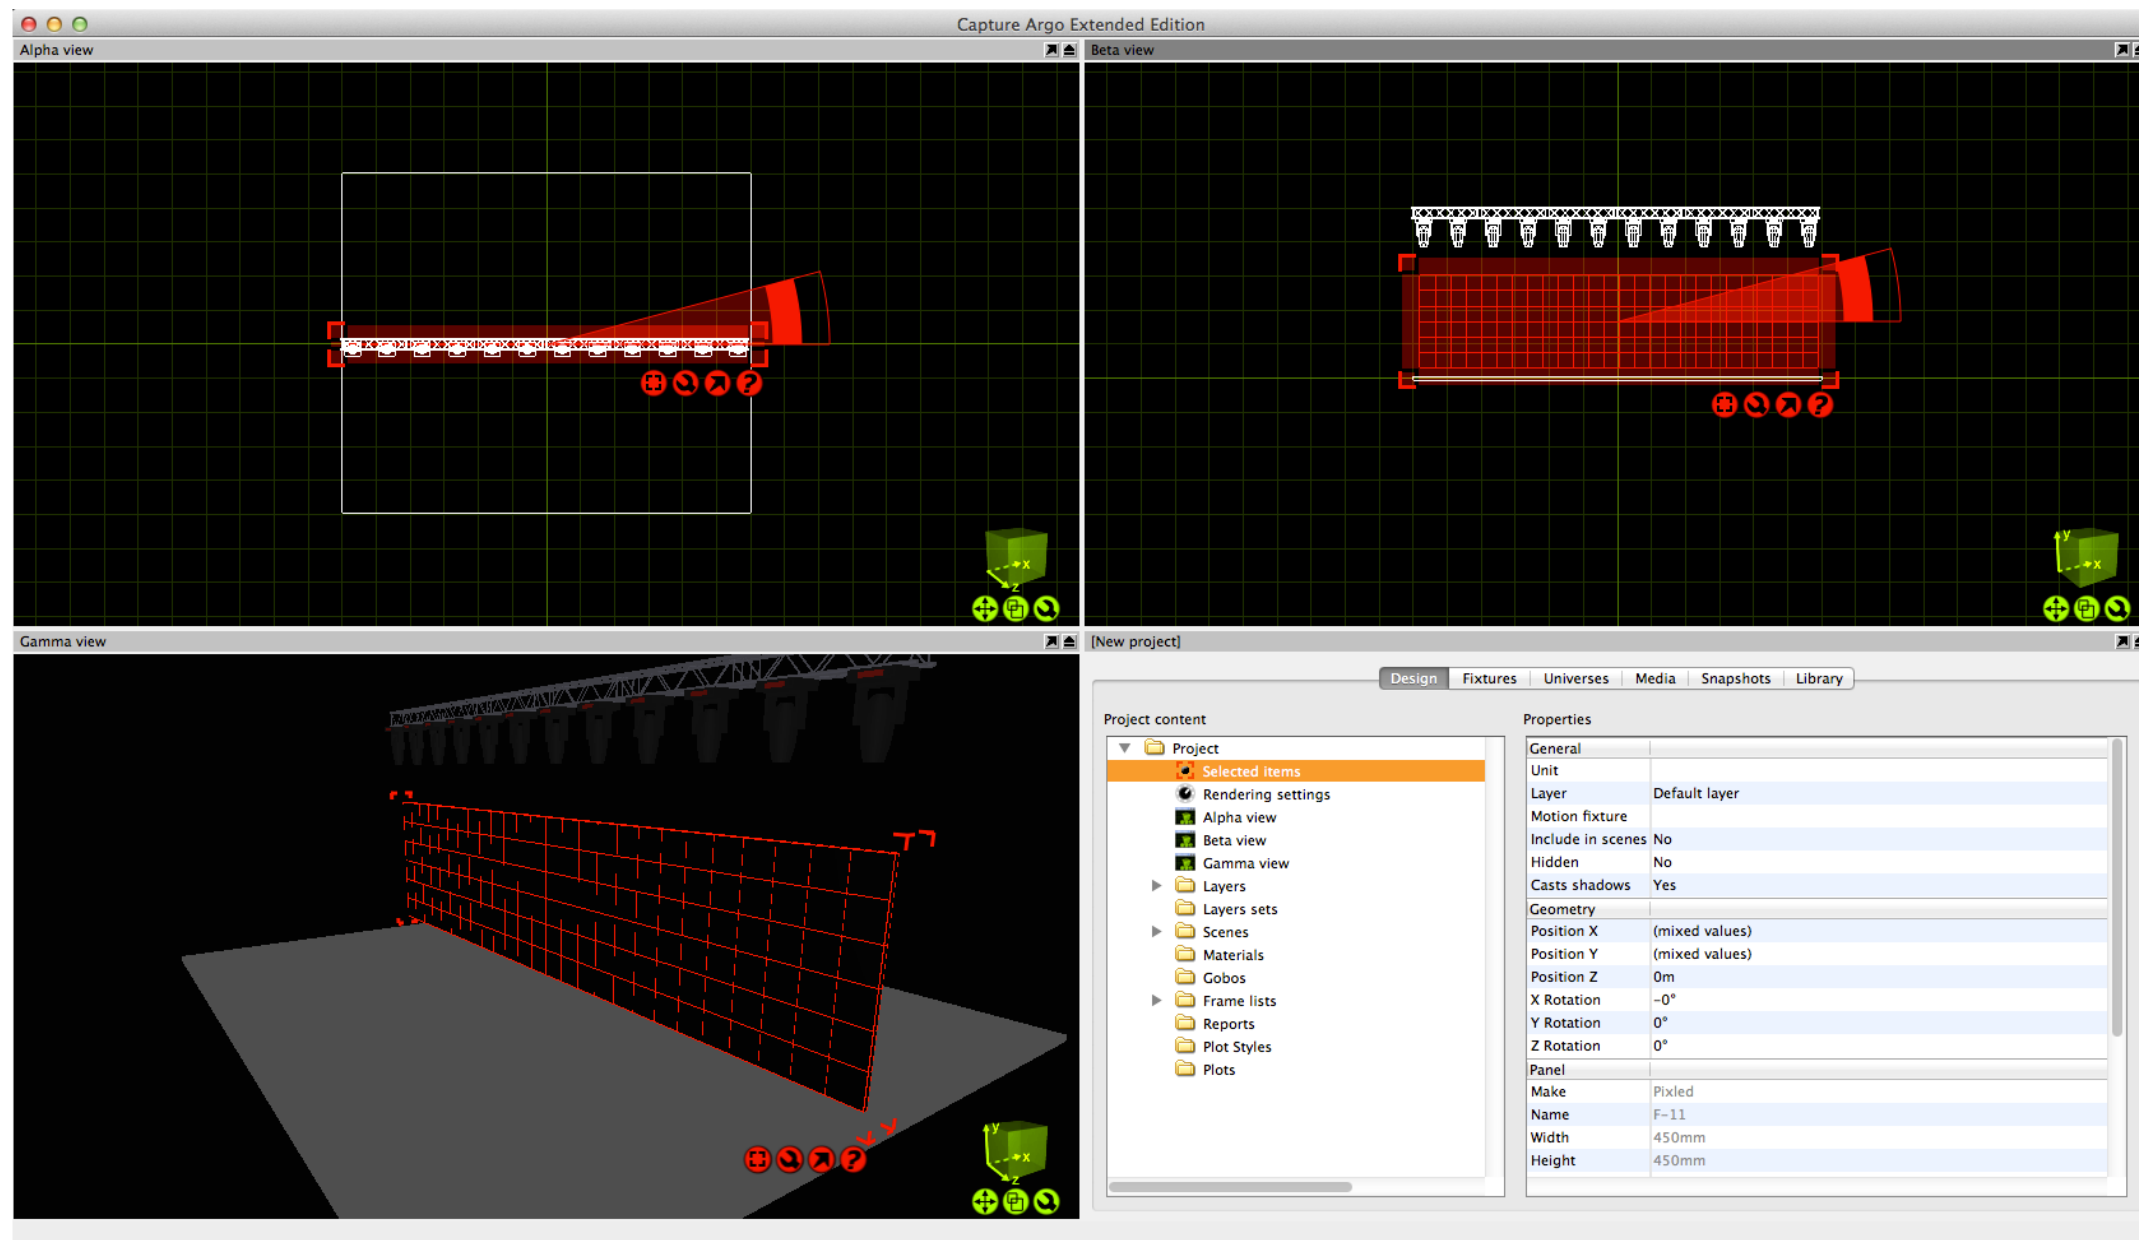 Capture Argo Extended Edition
Alpha view
Beta view
x
z
y
x
Gamma view
y
x
z
[New project]
Design Fixtures Universes Media Snapshots Library
Project content
Project
Selected items
Rendering settings
Alpha view
Beta view
Gamma view
Layers
Layers sets
Scenes
Materials
Gobos
Frame lists
Reports
Plot Styles
Plots
Properties
General
Unit
Layer Default layer
Motion fixture
Include in scenes No
Hidden No
Casts shadows Yes
Geometry
Position X (mixed values)
Position Y (mixed values)
Position Z 0m
X Rotation -0°
Y Rotation 0°
Z Rotation 0°
Panel
Make Pixled
Name F-11
Width 450mm
Height 450mm